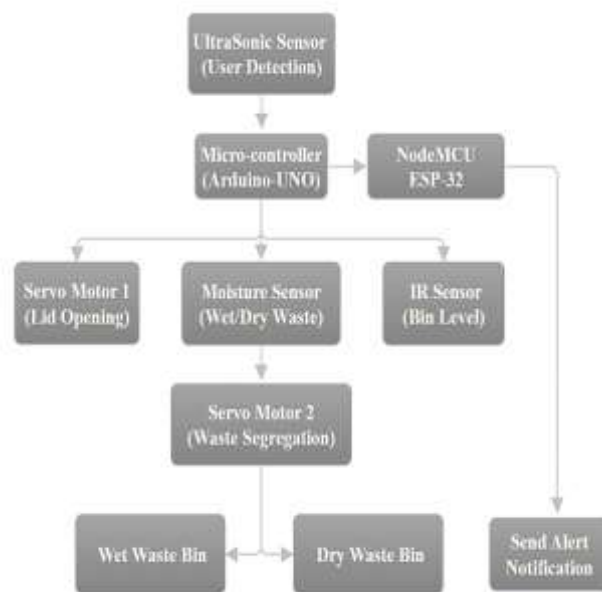 UltraSonic Sensor
(User Detection)
Micro-controller
(Arduino-UNO)
NodeMCU
ESP-32
Servo Motor 1
(Lid Opening)
Moisture Sensor
(Wet/Dry Waste)
IR Sensor
(Bin Level)
Servo Motor 2
(Waste Segregation)
Wet Waste Bin
Dry Waste Bin
Send Alert
Notification